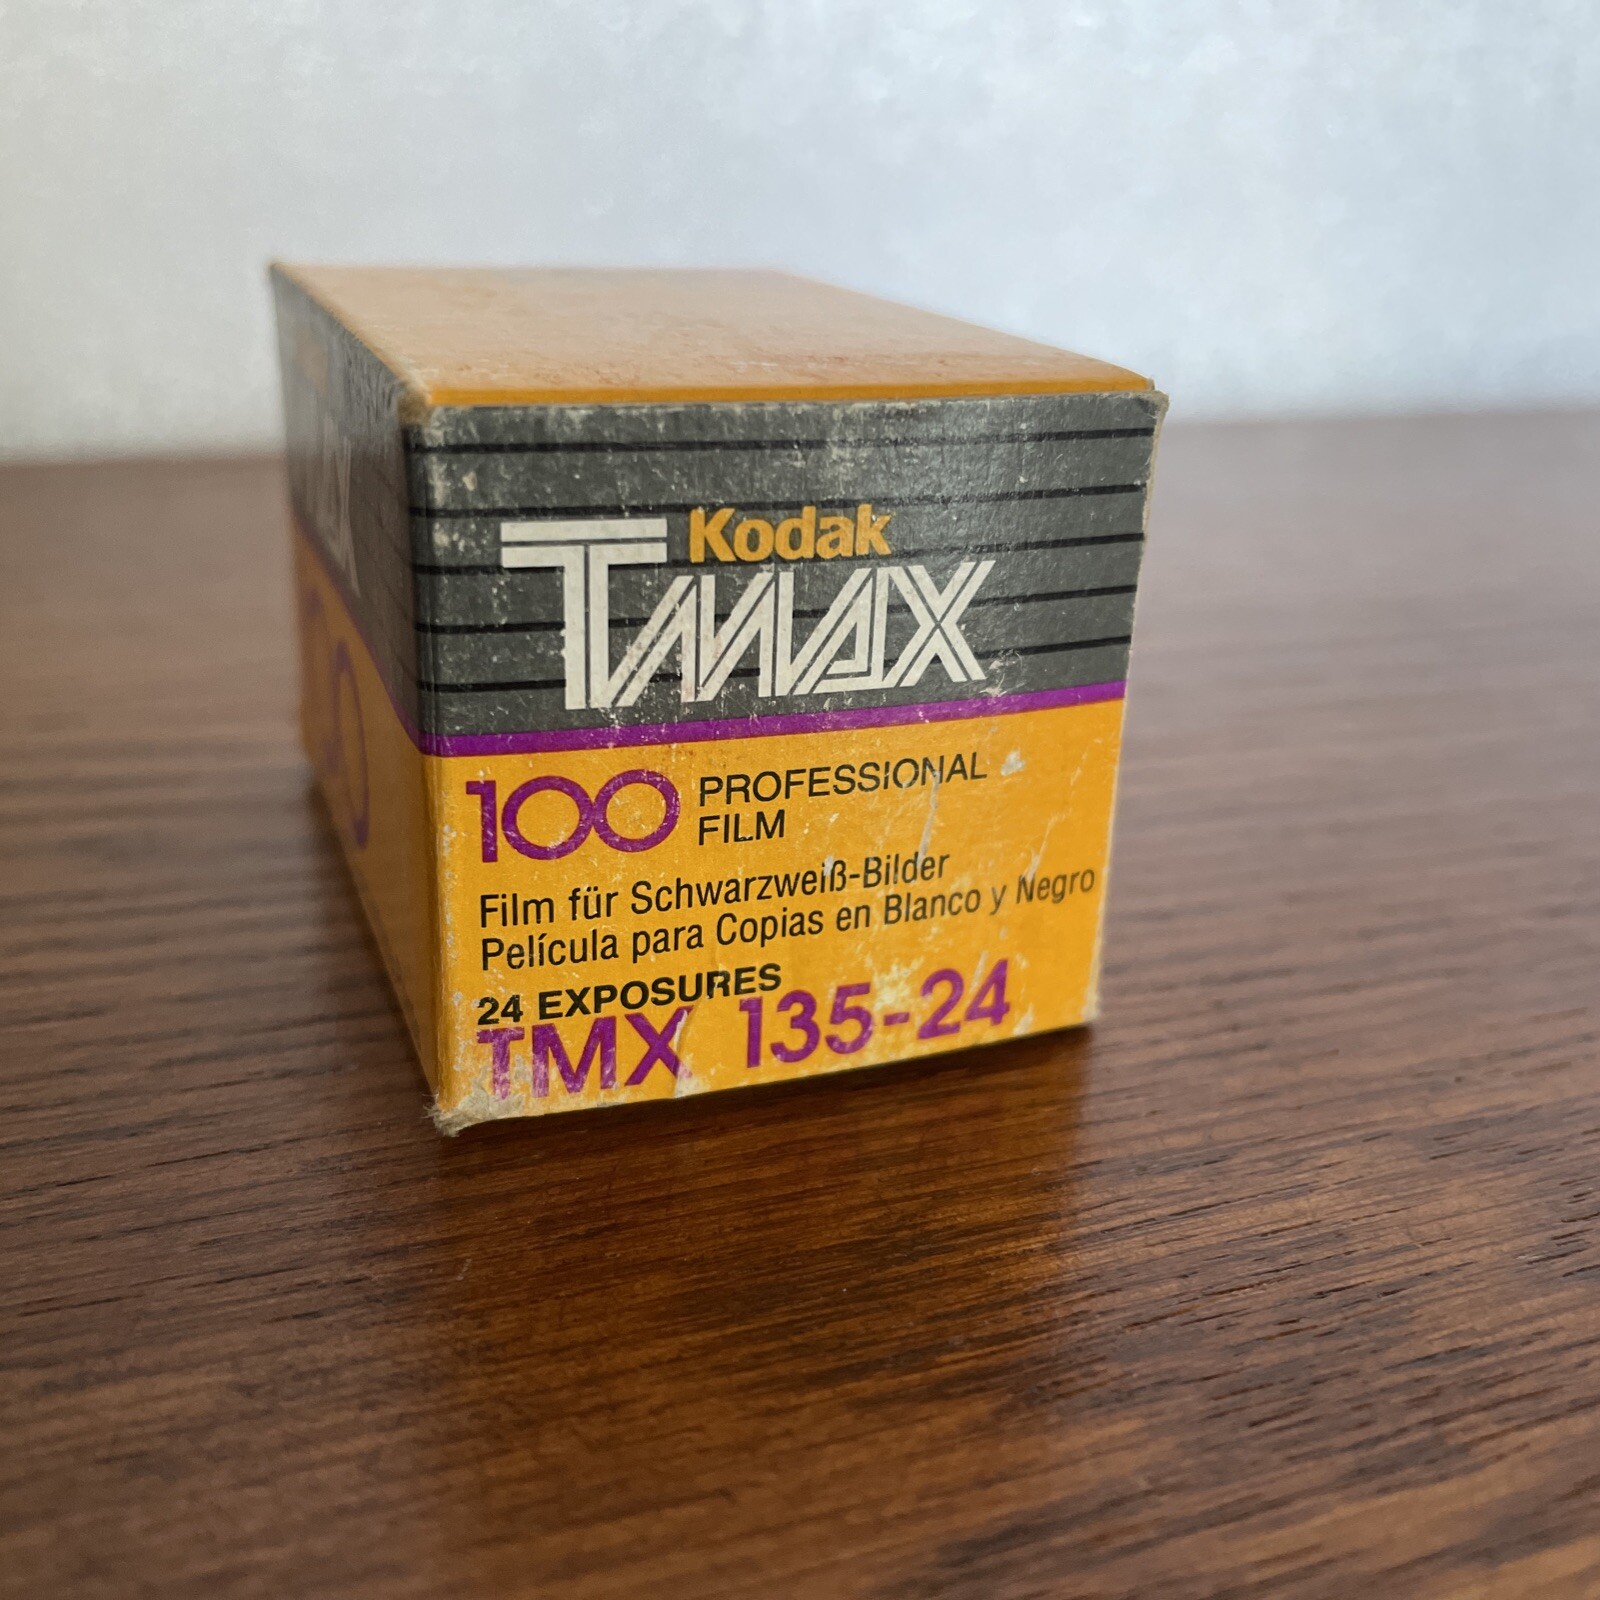 Kodak
TMAX
100 PROFESSIONAL
FILM
Film für Schwarzweiß-Bilder
Película para Copias en Blanco y Negro
24 EXPOSURES
TMX 135-24
100